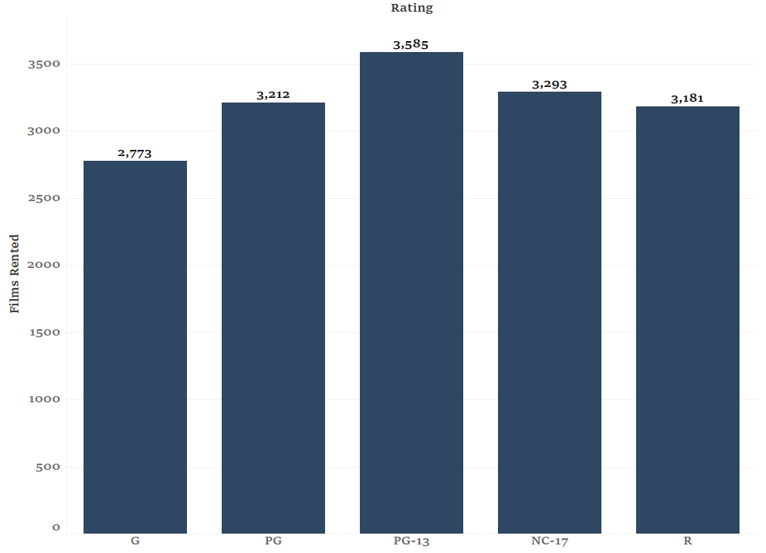 Rating
Films Rented
3500
3000
2500
2000
1500
1000
500
0
2,773
3,212
3,585
3,293
3,181
G
PG
PG-13
NC-17
R